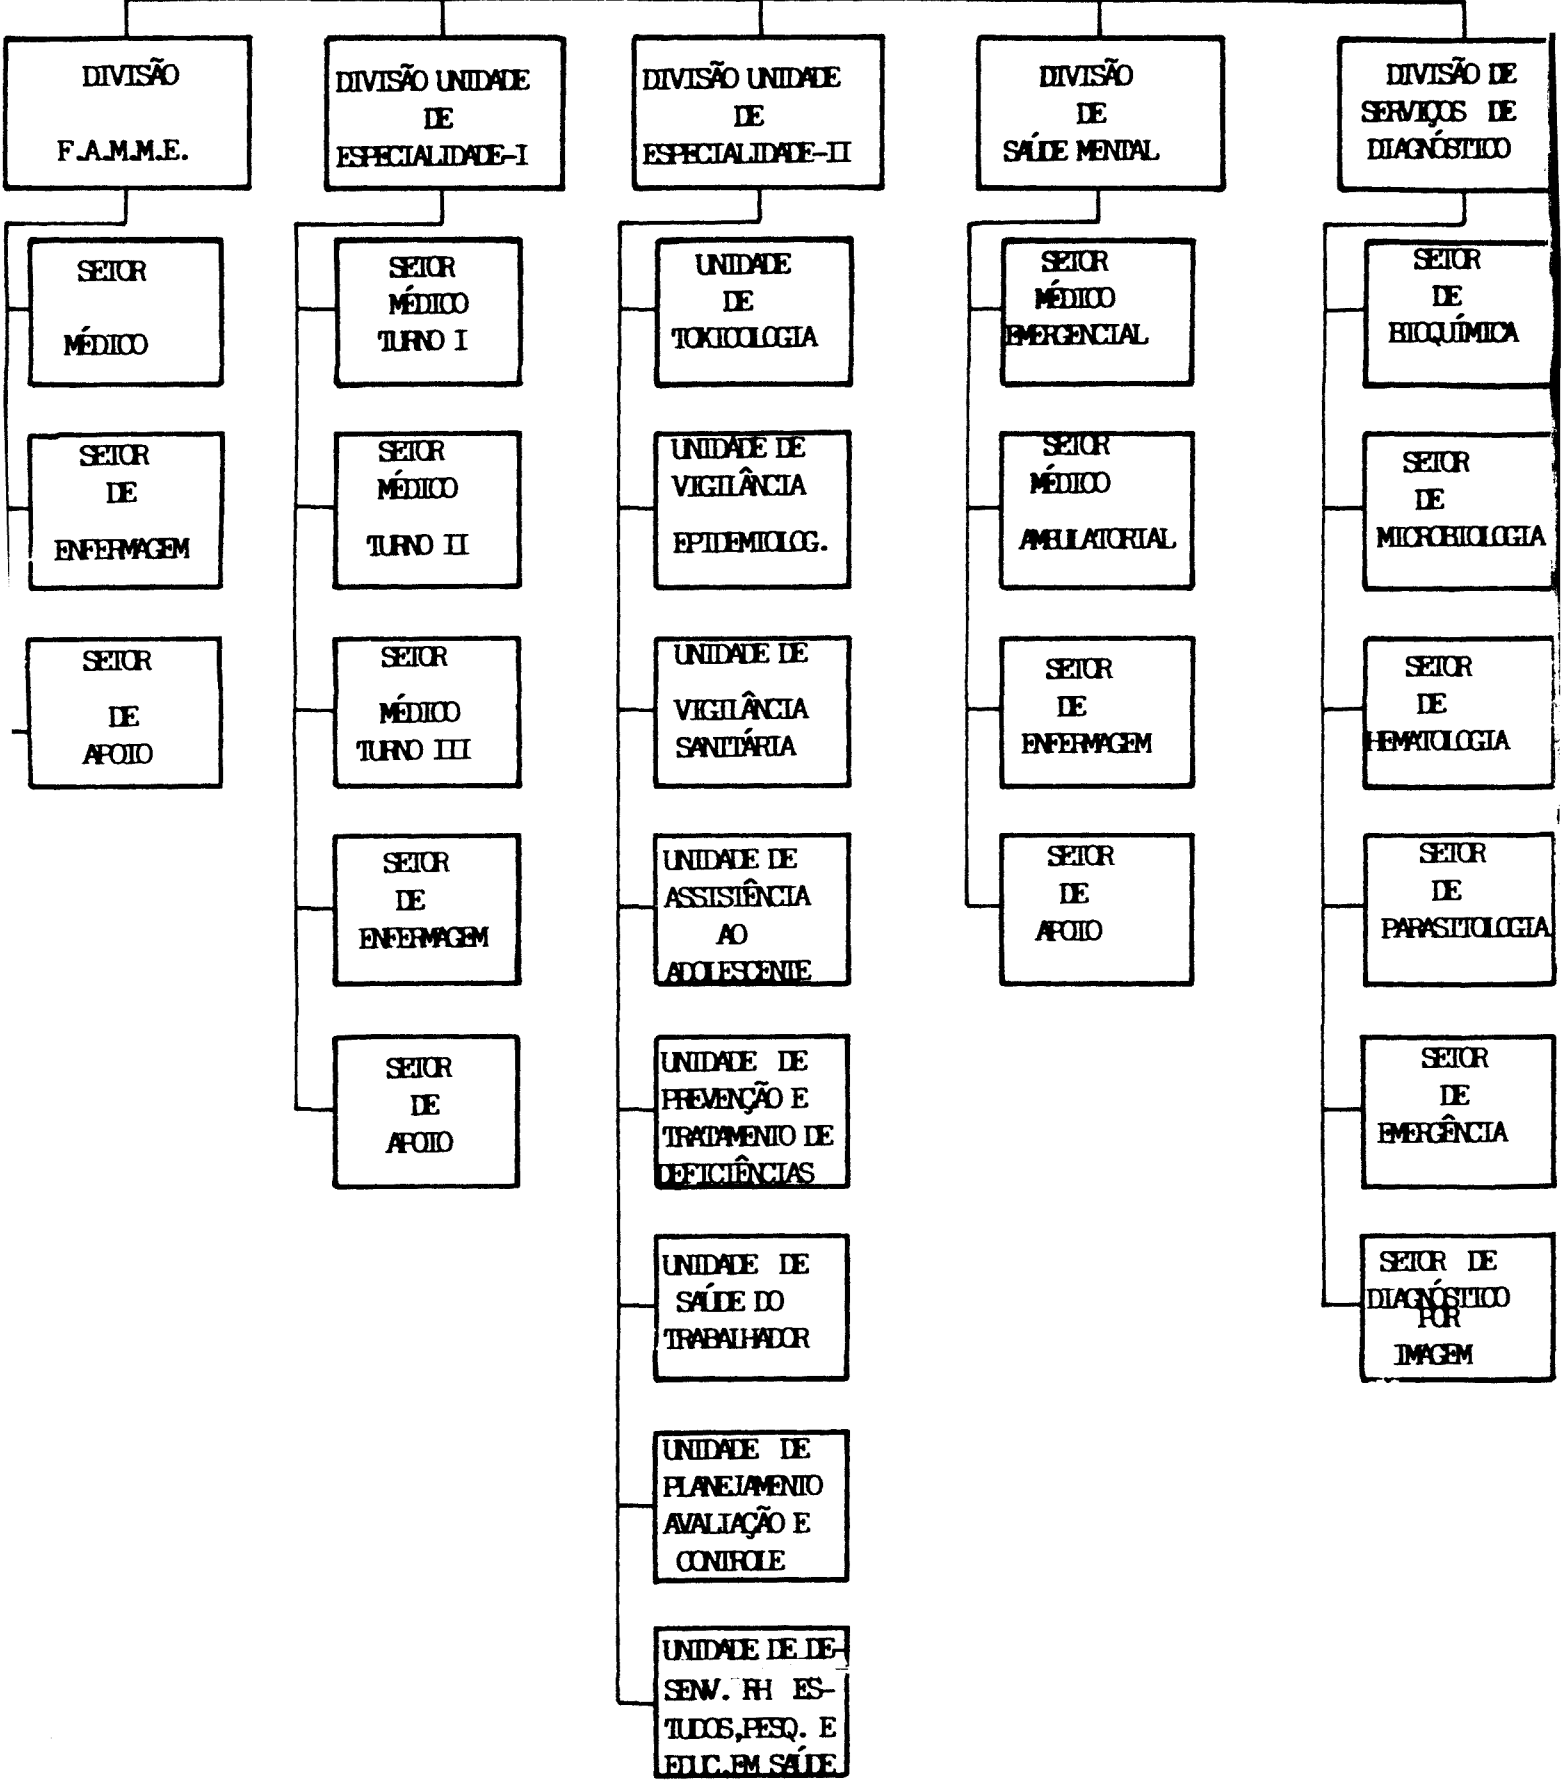 DIVISÃO
F.A.M.M.E.
SETOR
MÉDICO
SETOR
DE
ENFERMAGEM
SETOR
DE
APOIO
DIVISÃO UNIDADE
DE
ESPECIALIDADE-I
SETOR
MÉDICO
TURNO I
SETOR
MÉDICO
TURNO II
SETOR
MÉDICO
TURNO III
SETOR
DE
ENFERMAGEM
SETOR
DE
APOIO
DIVISÃO UNIDADE
DE
ESPECIALIDADE-II
UNIDADE
DE
TOXICOLOGIA
UNIDADE DE
VIGILÂNCIA
EPIDEMIOLOG.
UNIDADE DE
VIGILÂNCIA
SANITÁRIA
UNIDADE DE
ASSISTÊNCIA
AO
ADOLESCENTE
UNIDADE DE
PREVENÇÃO E
TRATAMENTO DE
DEFICIÊNCIAS
UNIDADE DE
SAÚDE DO
TRABALHADOR
UNIDADE DE
PLANEJAMENTO
AVALIAÇÃO E
CONTROLE
UNIDADE DE DE-
SENV. RH ES-
TUDOS,PESQ. E
EDUC.EM SAÚDE
DIVISÃO
DE
SAÚDE MENTAL
SETOR
MÉDICO
EMERGENCIAL
SETOR
MÉDICO
AMBULATORIAL
SETOR
DE
ENFERMAGEM
SETOR
DE
APOIO
DIVISÃO DE
SERVIÇOS DE
DIAGNÓSTICO
SETOR
DE
BIOQUÍMICA
SETOR
DE
MICROBIOLOGIA
SETOR
DE
HEMATOLOGIA
SETOR
DE
PARASITOLOGIA
SETOR
DE
EMERGÊNCIA
SETOR DE
DIAGNÓSTICO
POR
IMAGEM